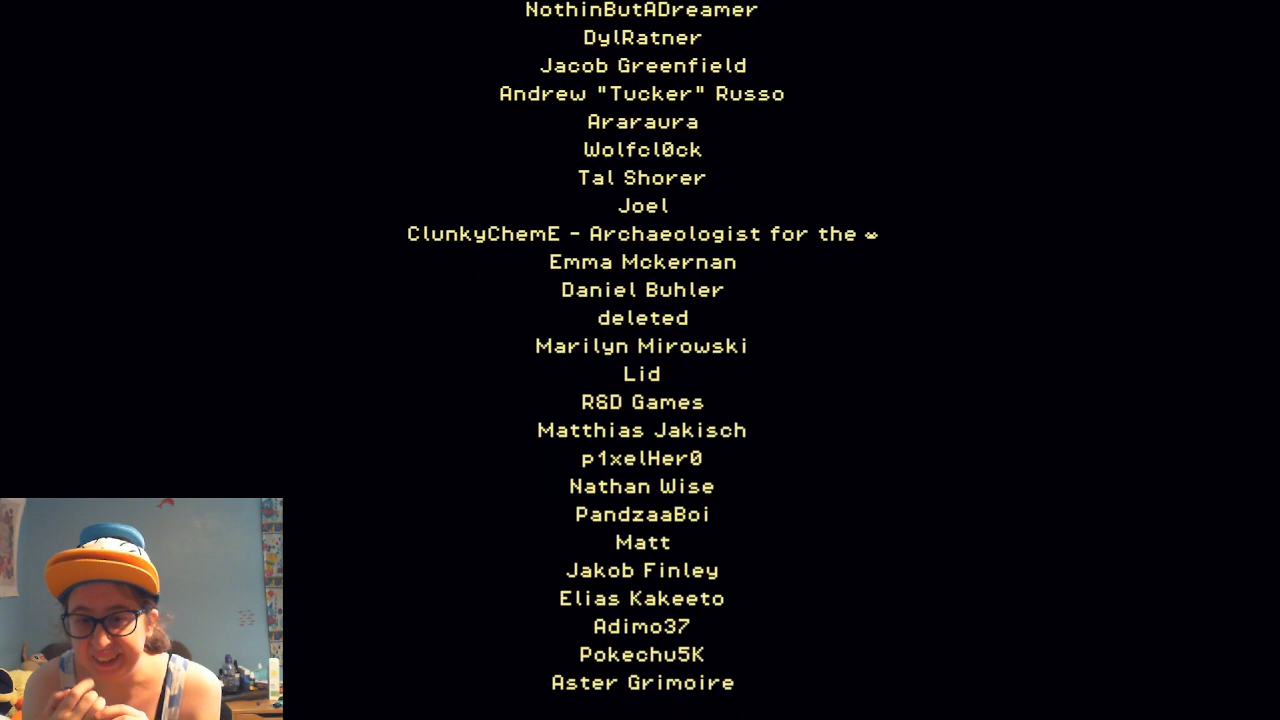 NothinButADreamer
DylRatner
Jacob Greenfield
Andrew "Tucker" Russo
Araraura
Wolfcl0ck
Tal Shorer
Joel
ClunkyChemE - Archaeologist for the
Emma Mckernan
Daniel Buhler
deleted
Marilyn Mirowski
Lid
R&D Games
Matthias Jakisch
p1xelHer0
Nathan Wise
PandzaaBoi
Matt
Jakob Finley
Elias Kakeeto
Adimo37
Pokechu5K
Aster Grimoire